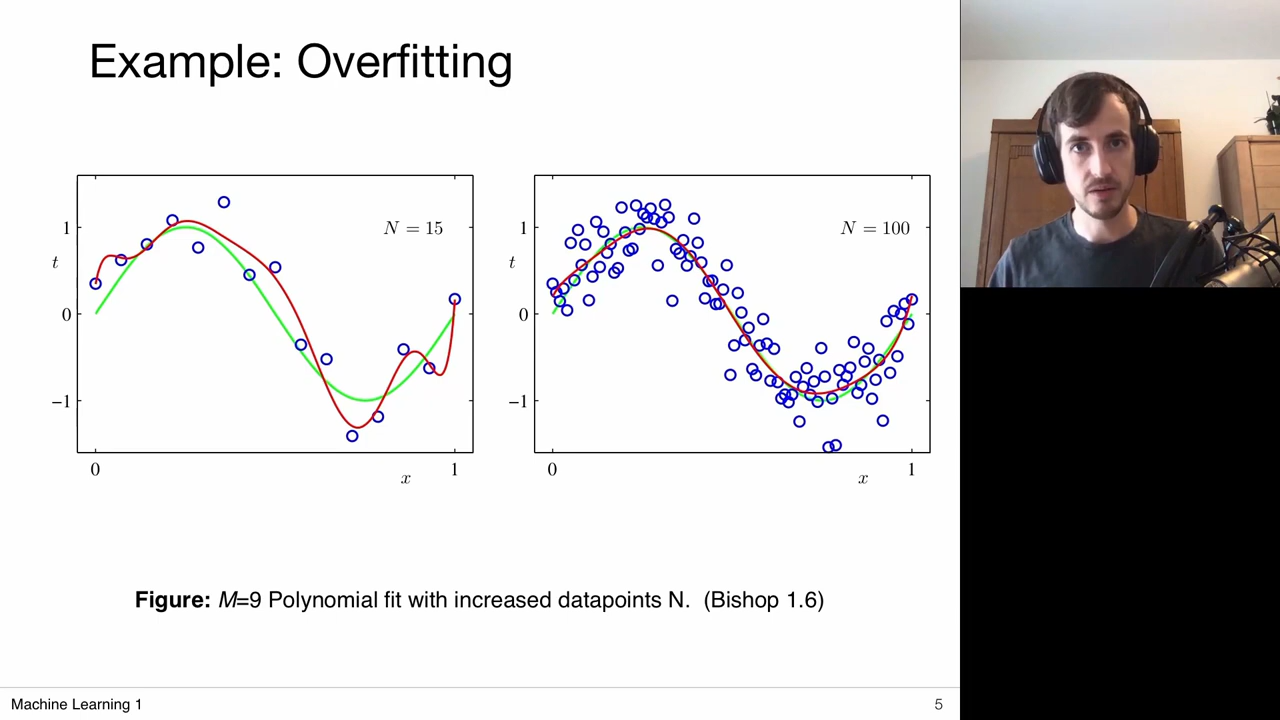 Example: Overfitting
N = 15
N = 100
1
t
0
−1
0
x
1
1
t
0
−1
0
x
1
Figure: M=9 Polynomial fit with increased datapoints N. (Bishop 1.6)
Machine Learning 1
5